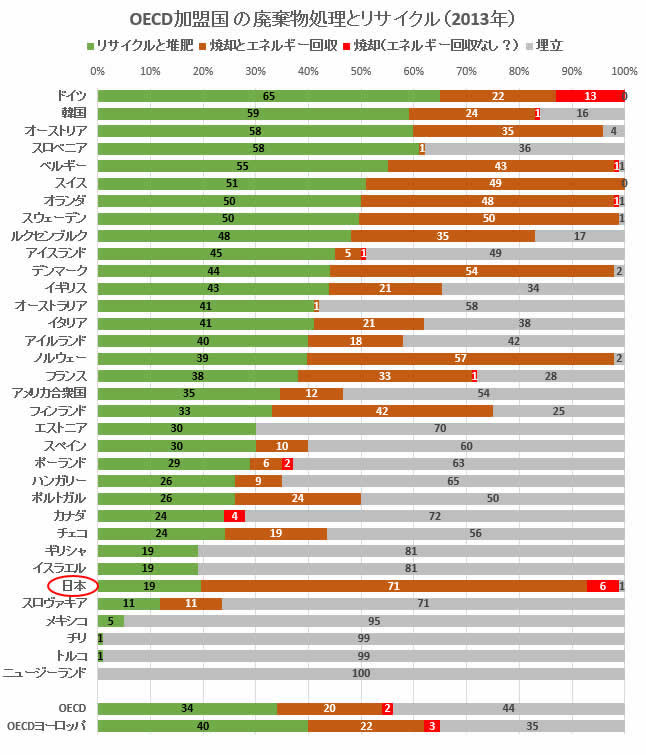 OECD加盟国 の 廃棄物処理とリサイクル（2013年）
■リサイクルと堆肥 ■焼却とエネルギー回収 ■焼却（エネルギー回収なし？） ■埋立
0% 10% 20% 30% 40% 50% 60% 70% 80% 90% 100%
ドイツ 65 22 13 0
韓国 59 24 1 16
オーストリア 58 35 4
スロベニア 58 1 36
ベルギー 55 43 1 1
スイス 51 49 0
オランダ 50 48 1 1
スウェーデン 50 50 1
ルクセンブルク 48 35 17
アイスランド 45 5 1 49
デンマーク 44 54 2
イギリス 43 21 34
オーストラリア 41 1 58
イタリア 41 21 38
アイルランド 40 18 42
ノルウェー 39 57 2
フランス 38 33 1 28
アメリカ合衆国 35 12 54
フィンランド 33 42 25
エストニア 30 70
スペイン 30 10 60
ポーランド 29 6 2 63
ハンガリー 26 9 65
ポルトガル 26 24 50
カナダ 24 4 72
チェコ 24 19 56
ギリシャ 19 81
イスラエル 19 81
日本 19 71 6 1
スロヴァキア 11 11 71
メキシコ 5 95
チリ 1 99
トルコ 1 99
ニュージーランド 100
OECD 34 20 2 44
OECDヨーロッパ 40 22 3 35